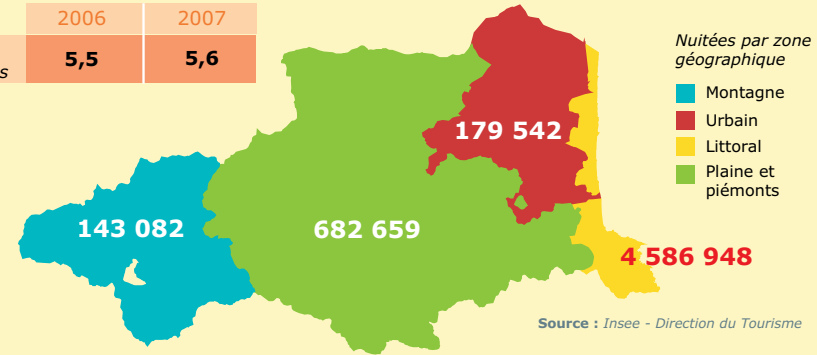 2006 2007
s 5,5 5,6
Nuitées par zone
géographique
Montagne
Urbain
Littoral
Plaine et
piémonts
179 542
143 082
682 659
4 586 948
Source : Insee - Direction du Tourisme